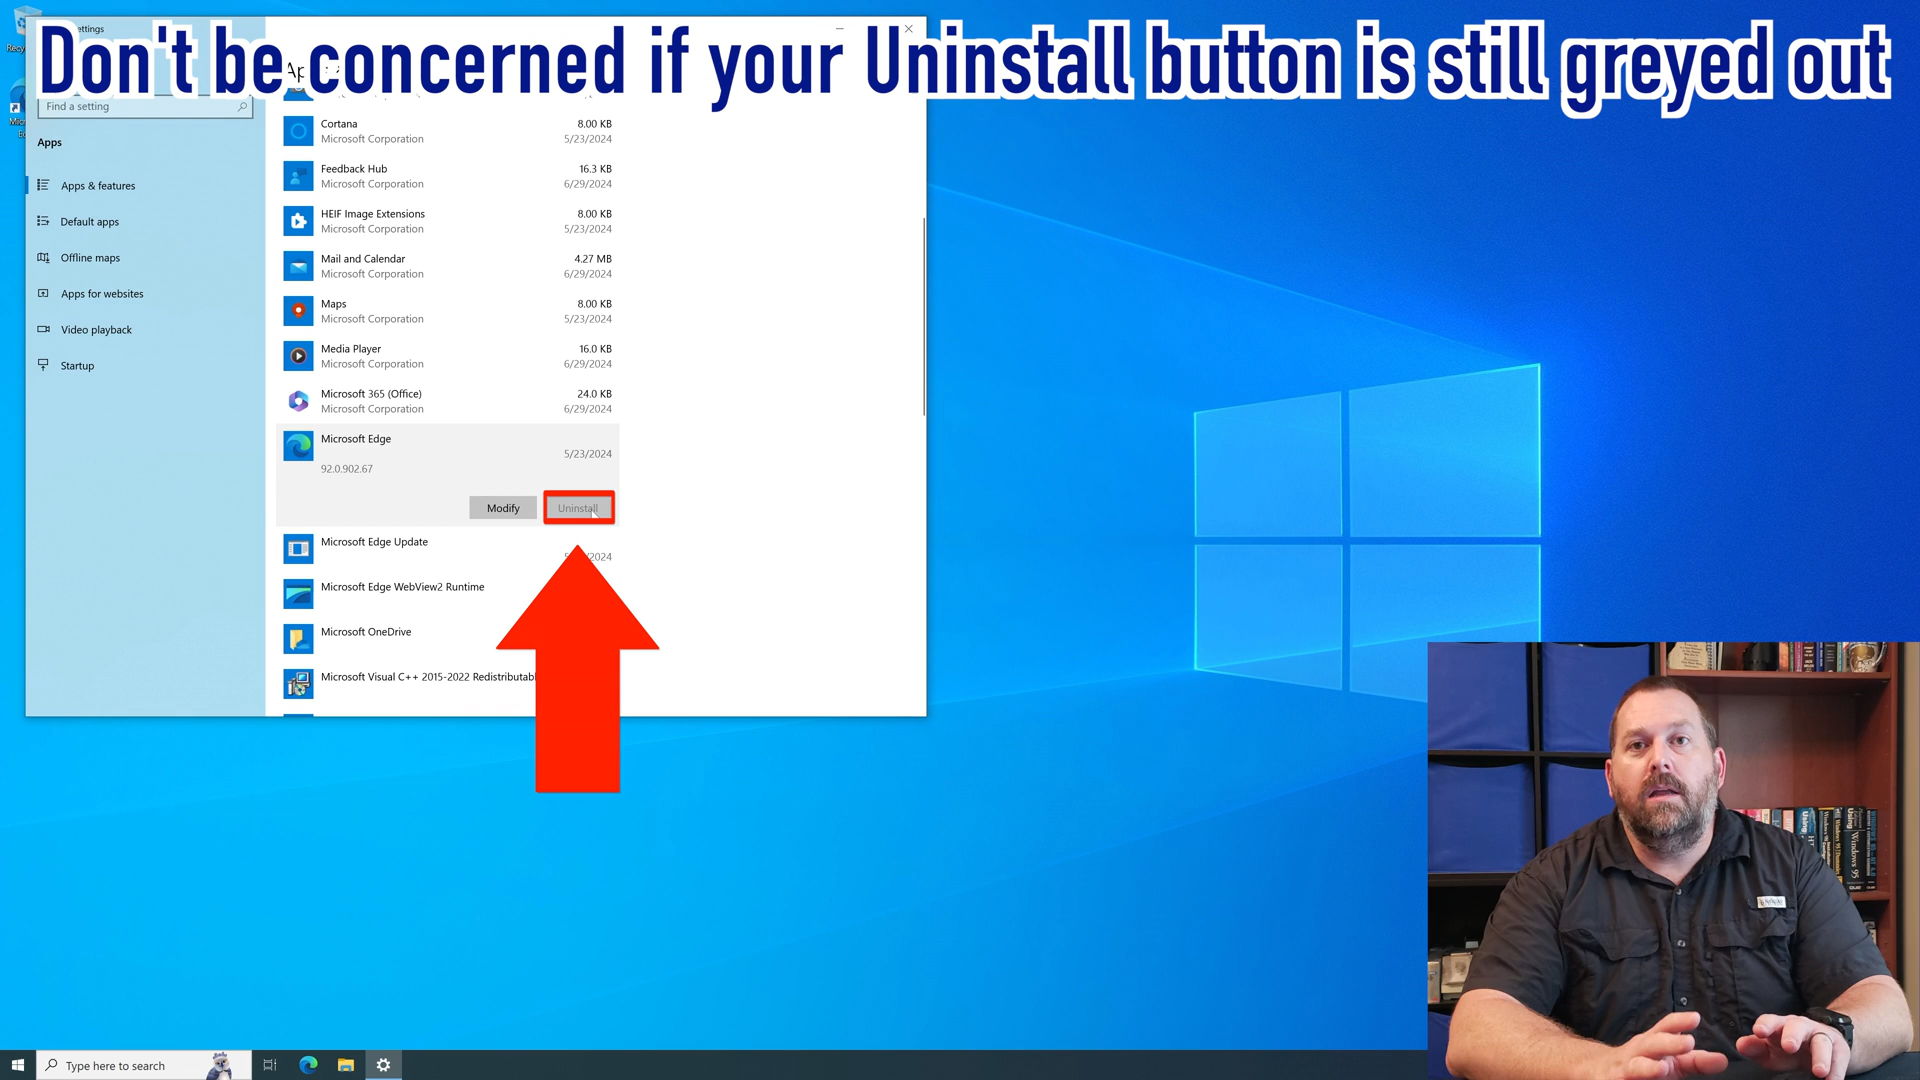 Don't be concerned if your Uninstall button is still greyed out
Find a setting
Apps
Apps & features
Default apps
Offline maps
Apps for websites
Video playback
Startup
Cortana 8.00 KB
Microsoft Corporation 5/23/2024
Feedback Hub 16.3 KB
Microsoft Corporation 6/29/2024
HEIF Image Extensions 8.00 KB
Microsoft Corporation 5/23/2024
Mail and Calendar 4.27 MB
Microsoft Corporation 6/29/2024
Maps 8.00 KB
Microsoft Corporation 5/23/2024
Media Player 16.0 KB
Microsoft Corporation 6/29/2024
Microsoft 365 (Office) 24.0 KB
Microsoft Corporation 6/29/2024
Microsoft Edge
5/23/2024
92.0.902.67
Modify Uninstall
Microsoft Edge Update
Microsoft Edge WebView2 Runtime
Microsoft OneDrive
Microsoft Visual C++ 2015-2022
Windows 95
Type here to search